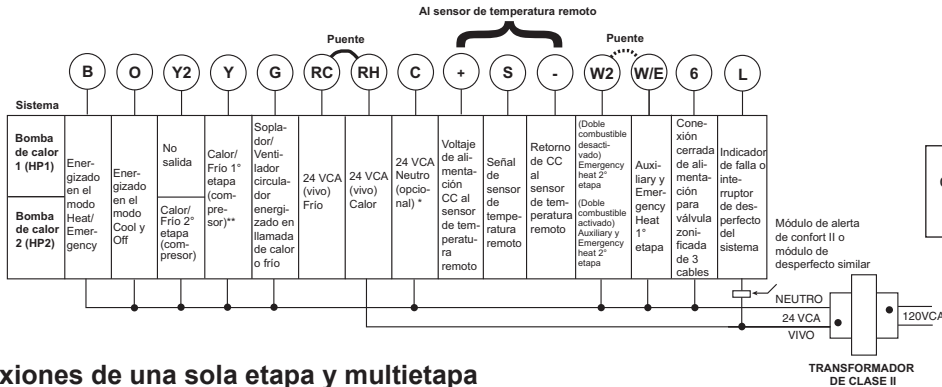 Al sensor de temperatura remoto
Puente
Puente
B
O
Y2
Y
G
RC
RH
C
+
S
-
W2
W/E
6
L
Sistema
Bomba
de calor
1 (HP1)
Bomba
de calor
2 (HP2)
Ener-
gizado
en el
modo
Heat/
Emer-
gency
Ener-
gizado
en el
modo
Cool y
Off
No
salida
Calor/
Frío 2°
etapa
(com-
presor)
Calor/
Frío 1°
etapa
(com-
pre-
sor)**
Sopla-
dor/
Venti-
lador
circula-
dor
energi-
zado en
llamada
de calor
o frío
24 VCA
(vivo)
Frío
24 VCA
(vivo)
Calor
24 VCA
Neutro
(opcio-
nal) *
Voltaje
de ali-
menta-
ción
CC al
sensor
de tem-
peratu-
ra
remoto
Señal
de
sensor
de
tempe-
ratura
remoto
Retorno
de CC
al
sensor
de tem-
peratura
remoto
(Doble
combustible
desacti-
vado)
Emergency
heat 2°
etapa
(Doble
combustible
activado)
Auxiliary y
Emergency
heat 2°
etapa
Auxi-
liary y
Emer-
gency
Heat
1°
etapa
Cone-
xión
cerrada
de ali-
menta-
ción
para
válvula
zoni-
ficada
de 3
cables
Indicador
de falla o
inte-
rruptor
de des-
perfecto
del
sistema
Módulo de alerta
de confort II o
módulo de
desperfecto similar
NEUTRO
24 VCA
VIVO
120VCA
TRANSFORMADOR
DE CLASE II
xiones de una sola etapa y multietapa